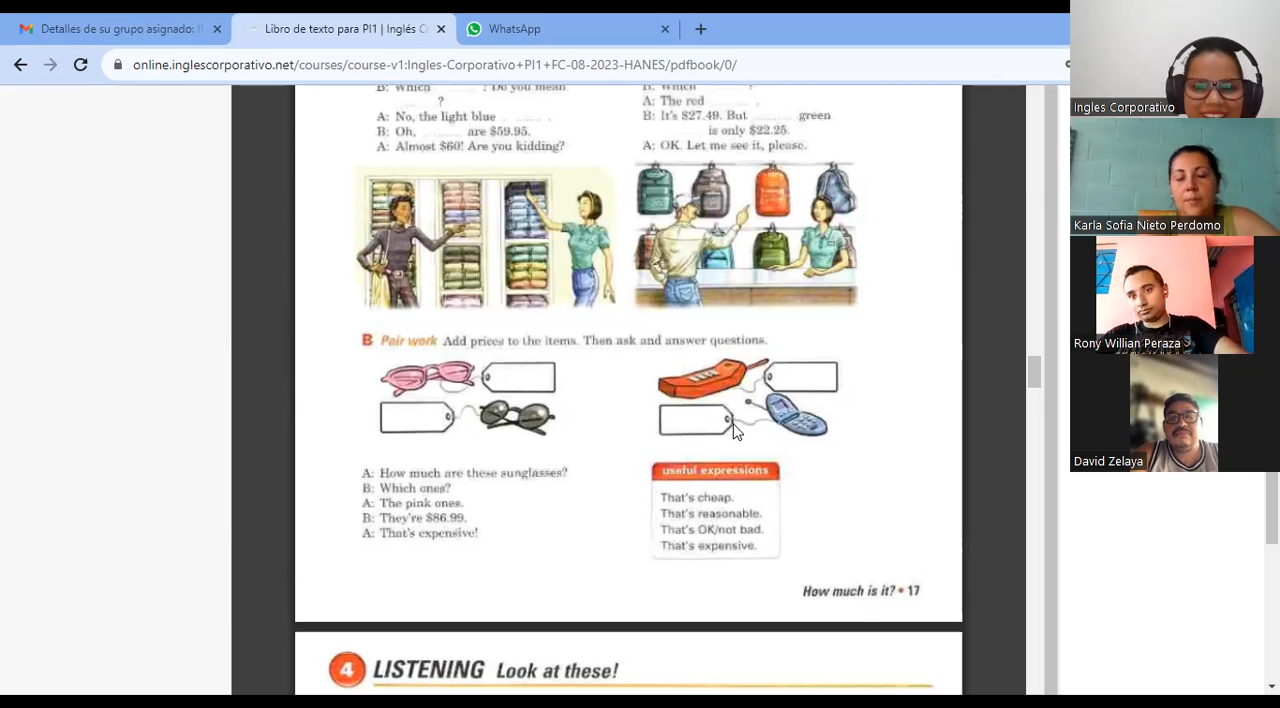 Detalles de su grupo asignado: I
Libro de texto para PI1 | Inglés C
WhatsApp
online.inglescorporativo.net/courses/course-v1:Ingles-Corporativo+PI1+FC-08-2023-HANES/pdfbook/0/
B: Which ? Do you mean
?
A: No, the light blue .
B: Oh, are $59.95.
A: Almost $60! Are you kidding?
B: Which ?
A: The red .
B: It's $27.49. But green
is only $22.25.
A: OK. Let me see it, please.
B Pair work Add prices to the items. Then ask and answer questions.
A: How much are these sunglasses?
B: Which ones?
A: The pink ones.
B: They're $86.99.
A: That's expensive!
useful expressions
That's cheap.
That's reasonable.
That's OK/not bad.
That's expensive.
How much is it? • 17
4 LISTENING Look at these!
Ingles Corporativo
Karla Sofia Nieto Perdomo
Rony Willian Peraza
David Zelaya